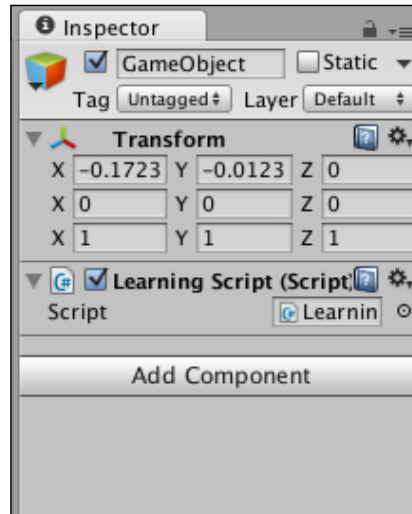 Inspector
GameObject Static
Tag Untagged Layer Default
Transform
X -0.1723 Y -0.0123 Z 0
X 0 Y 0 Z 0
X 1 Y 1 Z 1
Learning Script (Script)
Script Learnin
Add Component